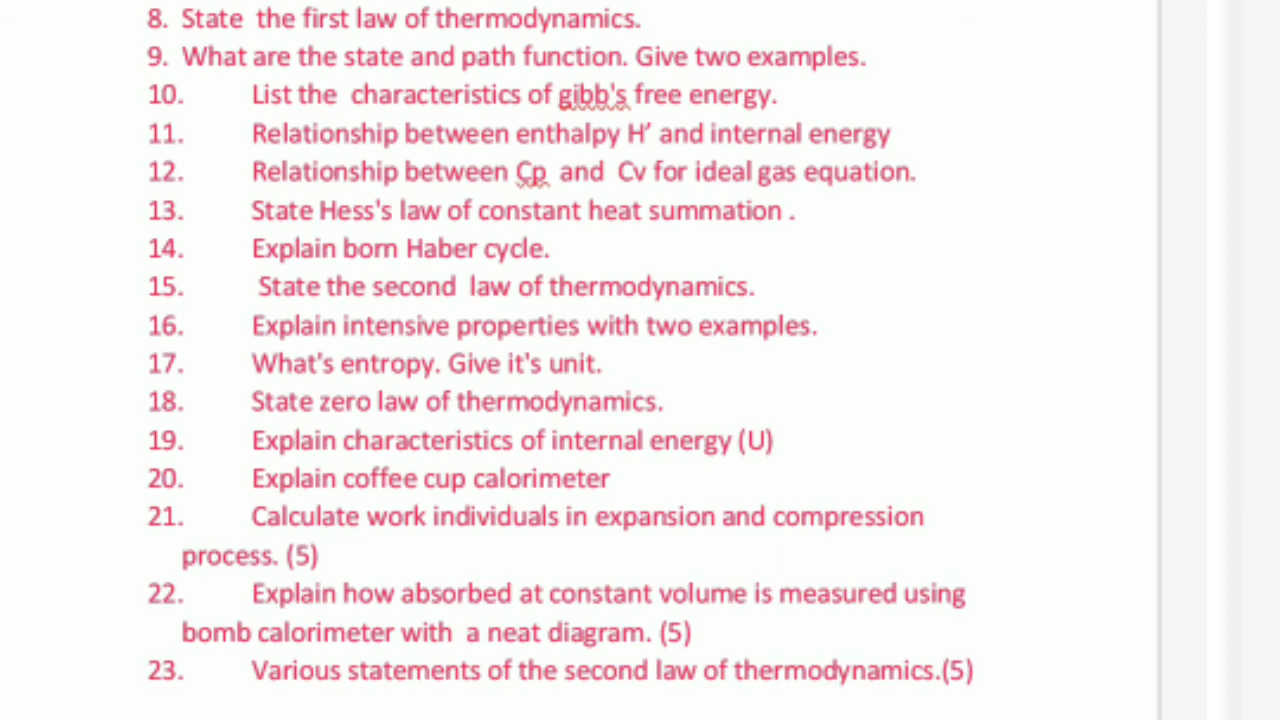 8. State the first law of thermodynamics.
9. What are the state and path function. Give two examples.
10. List the characteristics of gibb's free energy.
11. Relationship between enthalpy H' and internal energy
12. Relationship between Cp and Cv for ideal gas equation.
13. State Hess's law of constant heat summation .
14. Explain born Haber cycle.
15. State the second law of thermodynamics.
16. Explain intensive properties with two examples.
17. What's entropy. Give it's unit.
18. State zero law of thermodynamics.
19. Explain characteristics of internal energy (U)
20. Explain coffee cup calorimeter
21. Calculate work individuals in expansion and compression
process. (5)
22. Explain how absorbed at constant volume is measured using
bomb calorimeter with a neat diagram. (5)
23. Various statements of the second law of thermodynamics.(5)